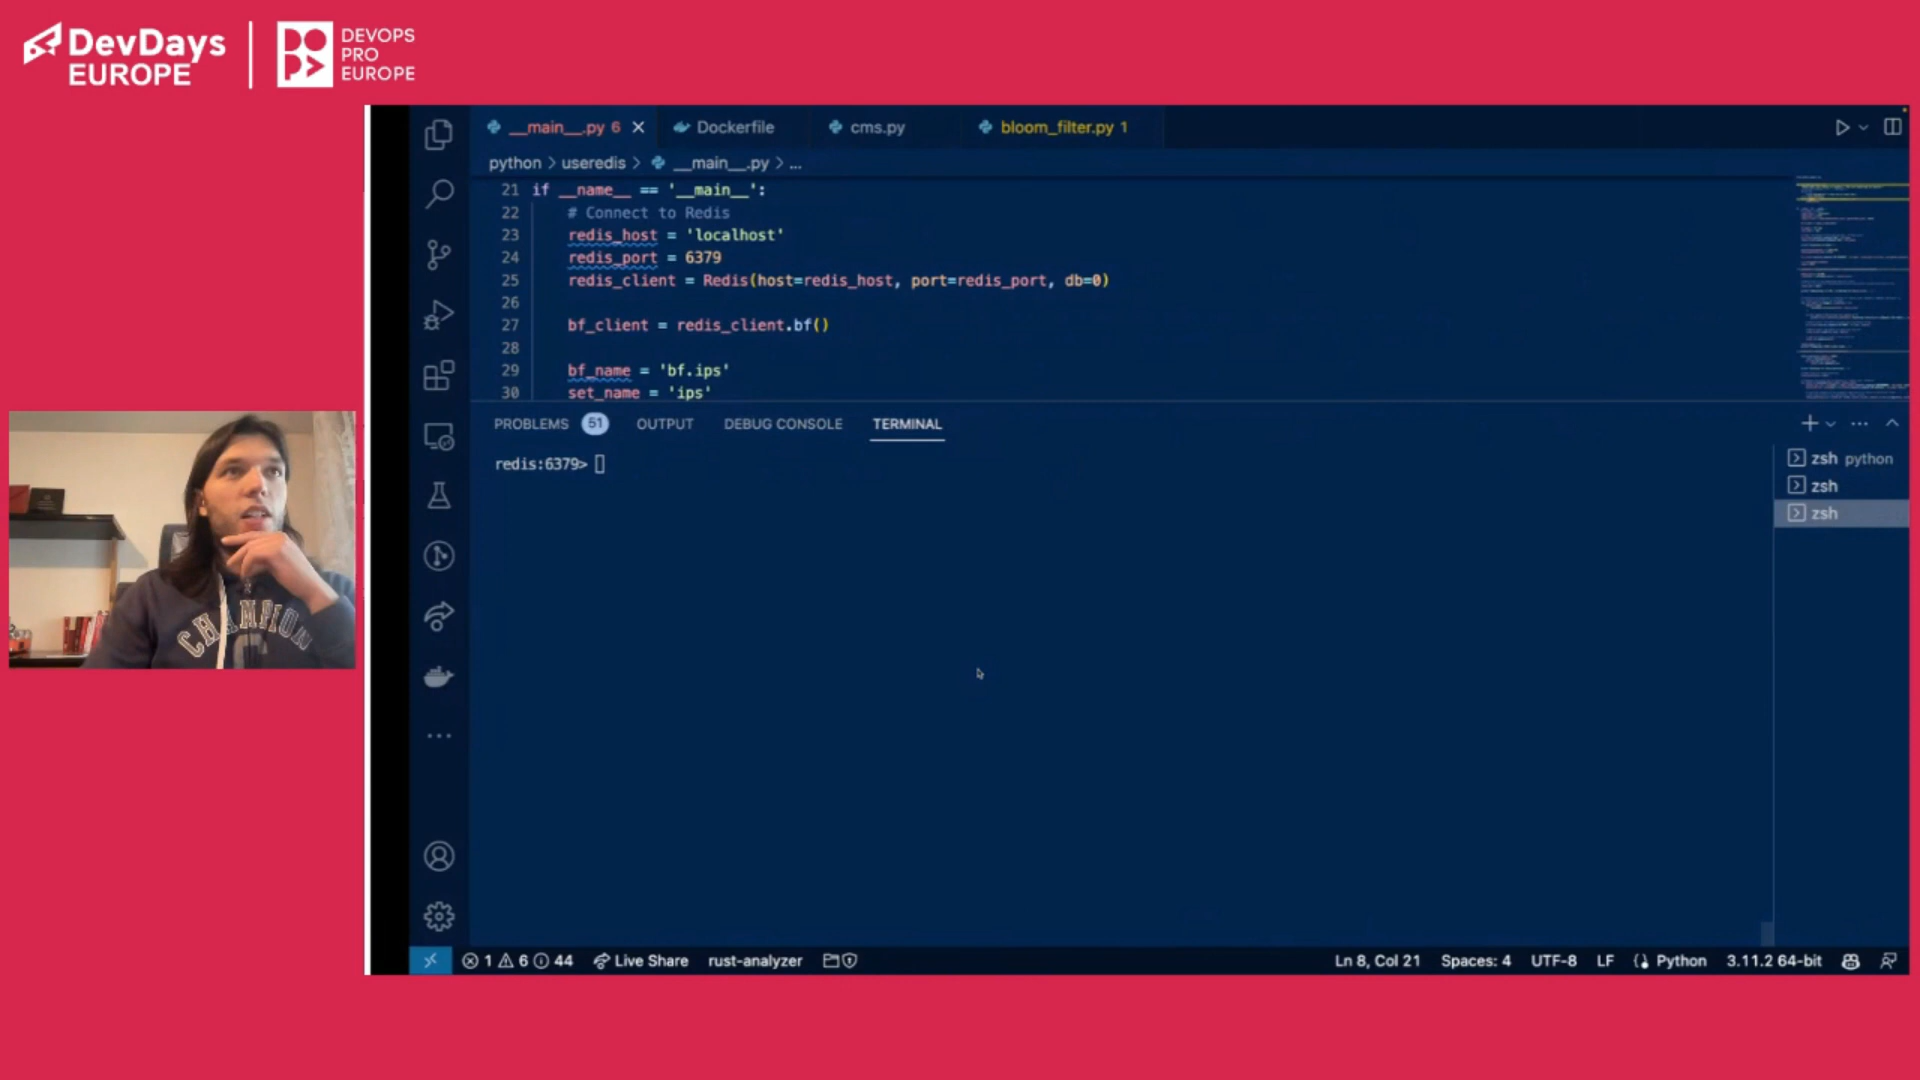 DevDays
EUROPE
DEVOPS
PRO
EUROPE
__main__.py 6
Dockerfile
cms.py
bloom_filter.py 1
python > useredis > __main__.py > ...
21 if __name__ == '__main__':
22 # Connect to Redis
23 redis_host = 'localhost'
24 redis_port = 6379
25 redis_client = Redis(host=redis_host, port=redis_port, db=0)
26
27 bf_client = redis_client.bf()
28
29 bf_name = 'bf.ips'
30 set_name = 'ips'
PROBLEMS 51 OUTPUT DEBUG CONSOLE TERMINAL
redis:6379>
zsh python
zsh
zsh
CHAMPION
1 6 44 Live Share rust-analyzer
Ln 8, Col 21 Spaces: 4 UTF-8 LF Python 3.11.2 64-bit